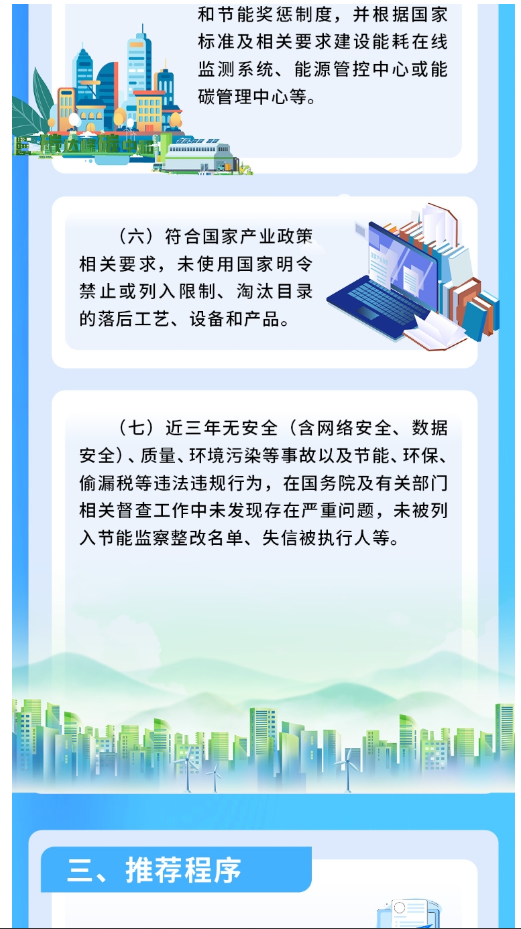 和节能奖惩制度，并根据国家
标准及相关要求建设能耗在线
监测系统、能源管控中心或能
碳管理中心等。
（六）符合国家产业政策
相关要求，未使用国家明令
禁止或列入限制、淘汰目录
的落后工艺、设备和产品。
（七）近三年无安全（含网络安全、数据
安全）、质量、环境污染等事故以及节能、环保、
偷漏税等违法违规行为，在国务院及有关部门
相关督查工作中未发现存在严重问题，未被列
入节能监察整改名单、失信被执行人等。
三、推荐程序